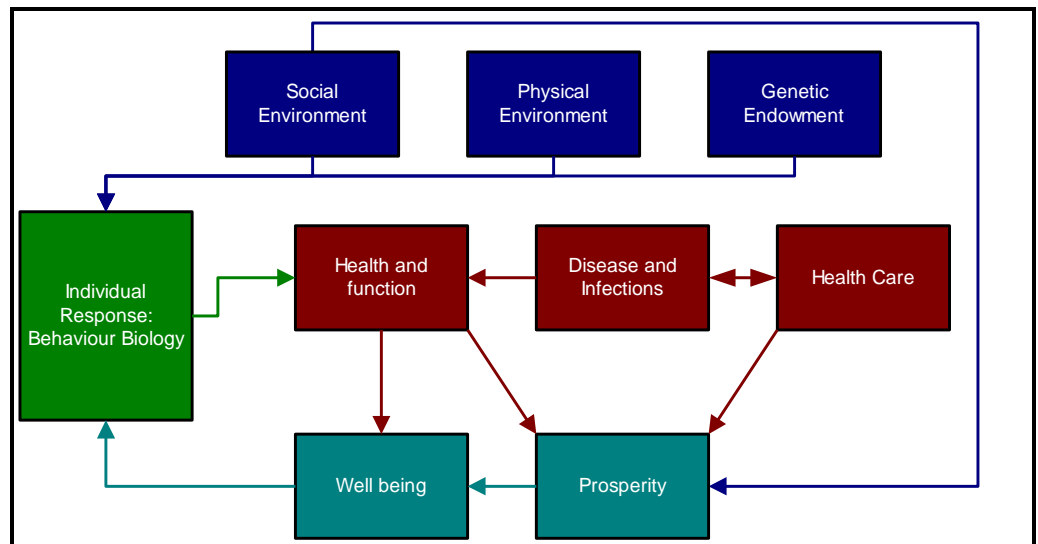 Social
Environment
Physical
Environment
Genetic
Endowment
Individual
Response:
Behaviour Biology
Health and
function
Disease and
Infections
Health Care
Well being
Prosperity